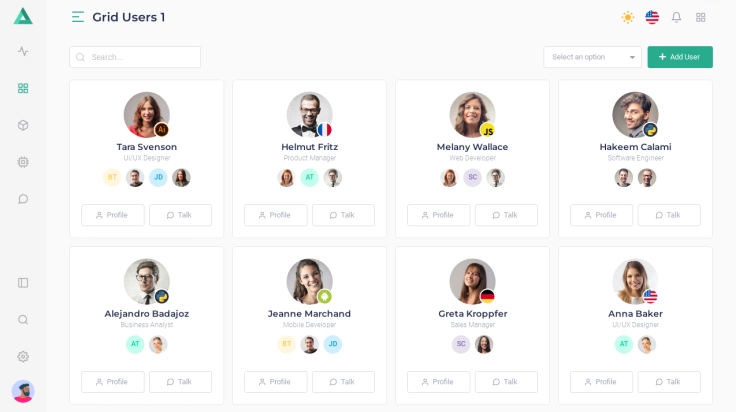 Grid Users 1
Search...
Select an option
Add User
Ai
Tara Svenson
UI/UX Designer
BT
JD
Profile
Talk
Helmut Fritz
Product Manager
AT
Profile
Talk
JS
Melany Wallace
Web Developer
SC
Profile
Talk
Hakeem Calami
Software Engineer
Profile
Talk
Alejandro Badajoz
Business Analyst
AT
Profile
Talk
Jeanne Marchand
Mobile Developer
BT
JD
Profile
Talk
Greta Kroppfer
Sales Manager
SC
Profile
Talk
Anna Baker
UI/UX Designer
AT
Profile
Talk